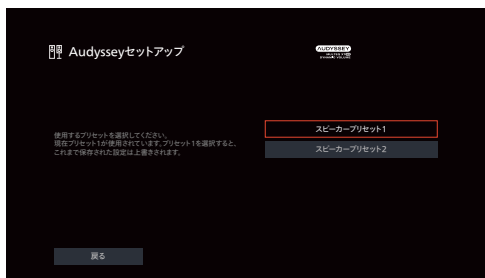 Audysseyセットアップ
AUDYSSEY
MULTEQ XT32
DYNAMIC VOLUME
使用するプリセットを選択してください。
現在プリセット1が使用されています。プリセット1を選択すると、
これまで保存された設定は上書きされます。
スピーカープリセット1
スピーカープリセット2
戻る